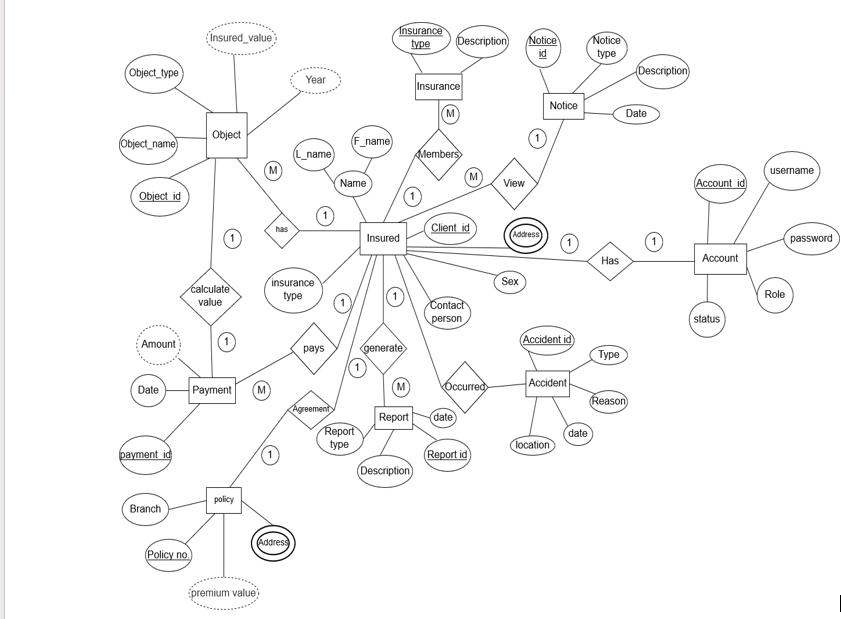 Insured_value
Insurance
type
Description
Notice
id
Notice
type
Object_type
Year
Description
Insurance
Notice
Date
M
Object
F_name
1
Object_name
L_name
Members
username
M
M
View
Name
Account_id
Object_id
1
1
has
Client_id
Address
1
Insured
1
1
password
Has
Account
calculate
value
insurance
type
Sex
Role
1
1
Contact
person
status
1
Amount
pays
generate
Accident id
Type
1
Date
Payment
M
M
Occurred
Accident
Reason
Agreement
Report
date
Report
type
date
payment_id
1
location
Report id
Description
policy
Branch
Address
Policy no.
premium value